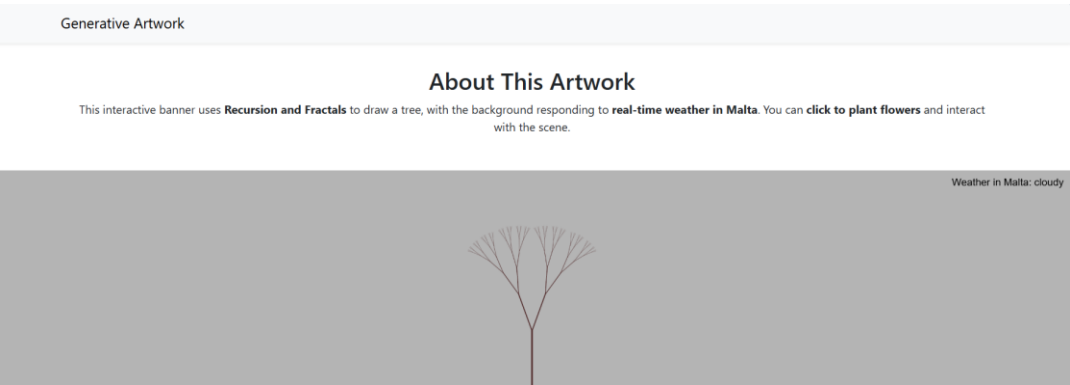 Generative Artwork
About This Artwork
This interactive banner uses Recursion and Fractals to draw a tree, with the background responding to real-time weather in Malta. You can click to plant flowers and interact
with the scene.
Weather in Malta: cloudy